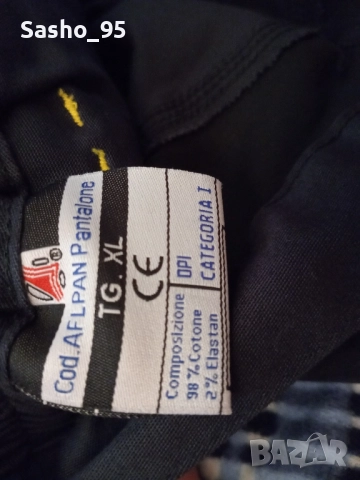 Sasho_95
Cod. AFLPAN Pantalone
TG. XL
CE
DPI
CATEGORIA I
Composizione
98% Cotone
2% Elastan
BAZAR